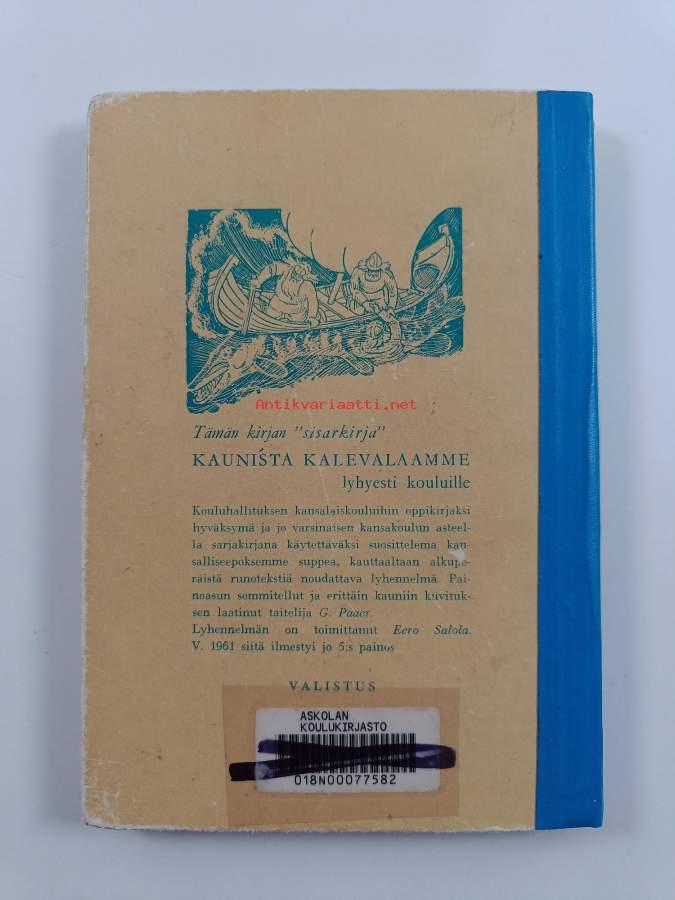 Antikvariaatti.net
Tämän kirjan "sisarkirja"
KAUNISTA KALEVALAAMME
lyhyesti kouluille
Kouluhallituksen kansalaiskouluihin oppikirjaksi
hyväksymä ja jo varsinaisen kansakoulun asteel-
la sarjakirjana käytettäväksi suosittelema kan-
salliseepoksemme suppea, kauttaaltaan alkupe-
räistä runotekstiä noudattava lyhennelmä. Pai-
noasun sommitellut ja erittäin kauniin kuvituk-
sen laatinut taiteilija G. Paaer.
Lyhennelmän on toimittanut Eero Salola.
V. 1961 siitä ilmestyi jo 5:s painos
VALISTUS
ASKOLAN
KOULUKIRJASTO
018N00077582